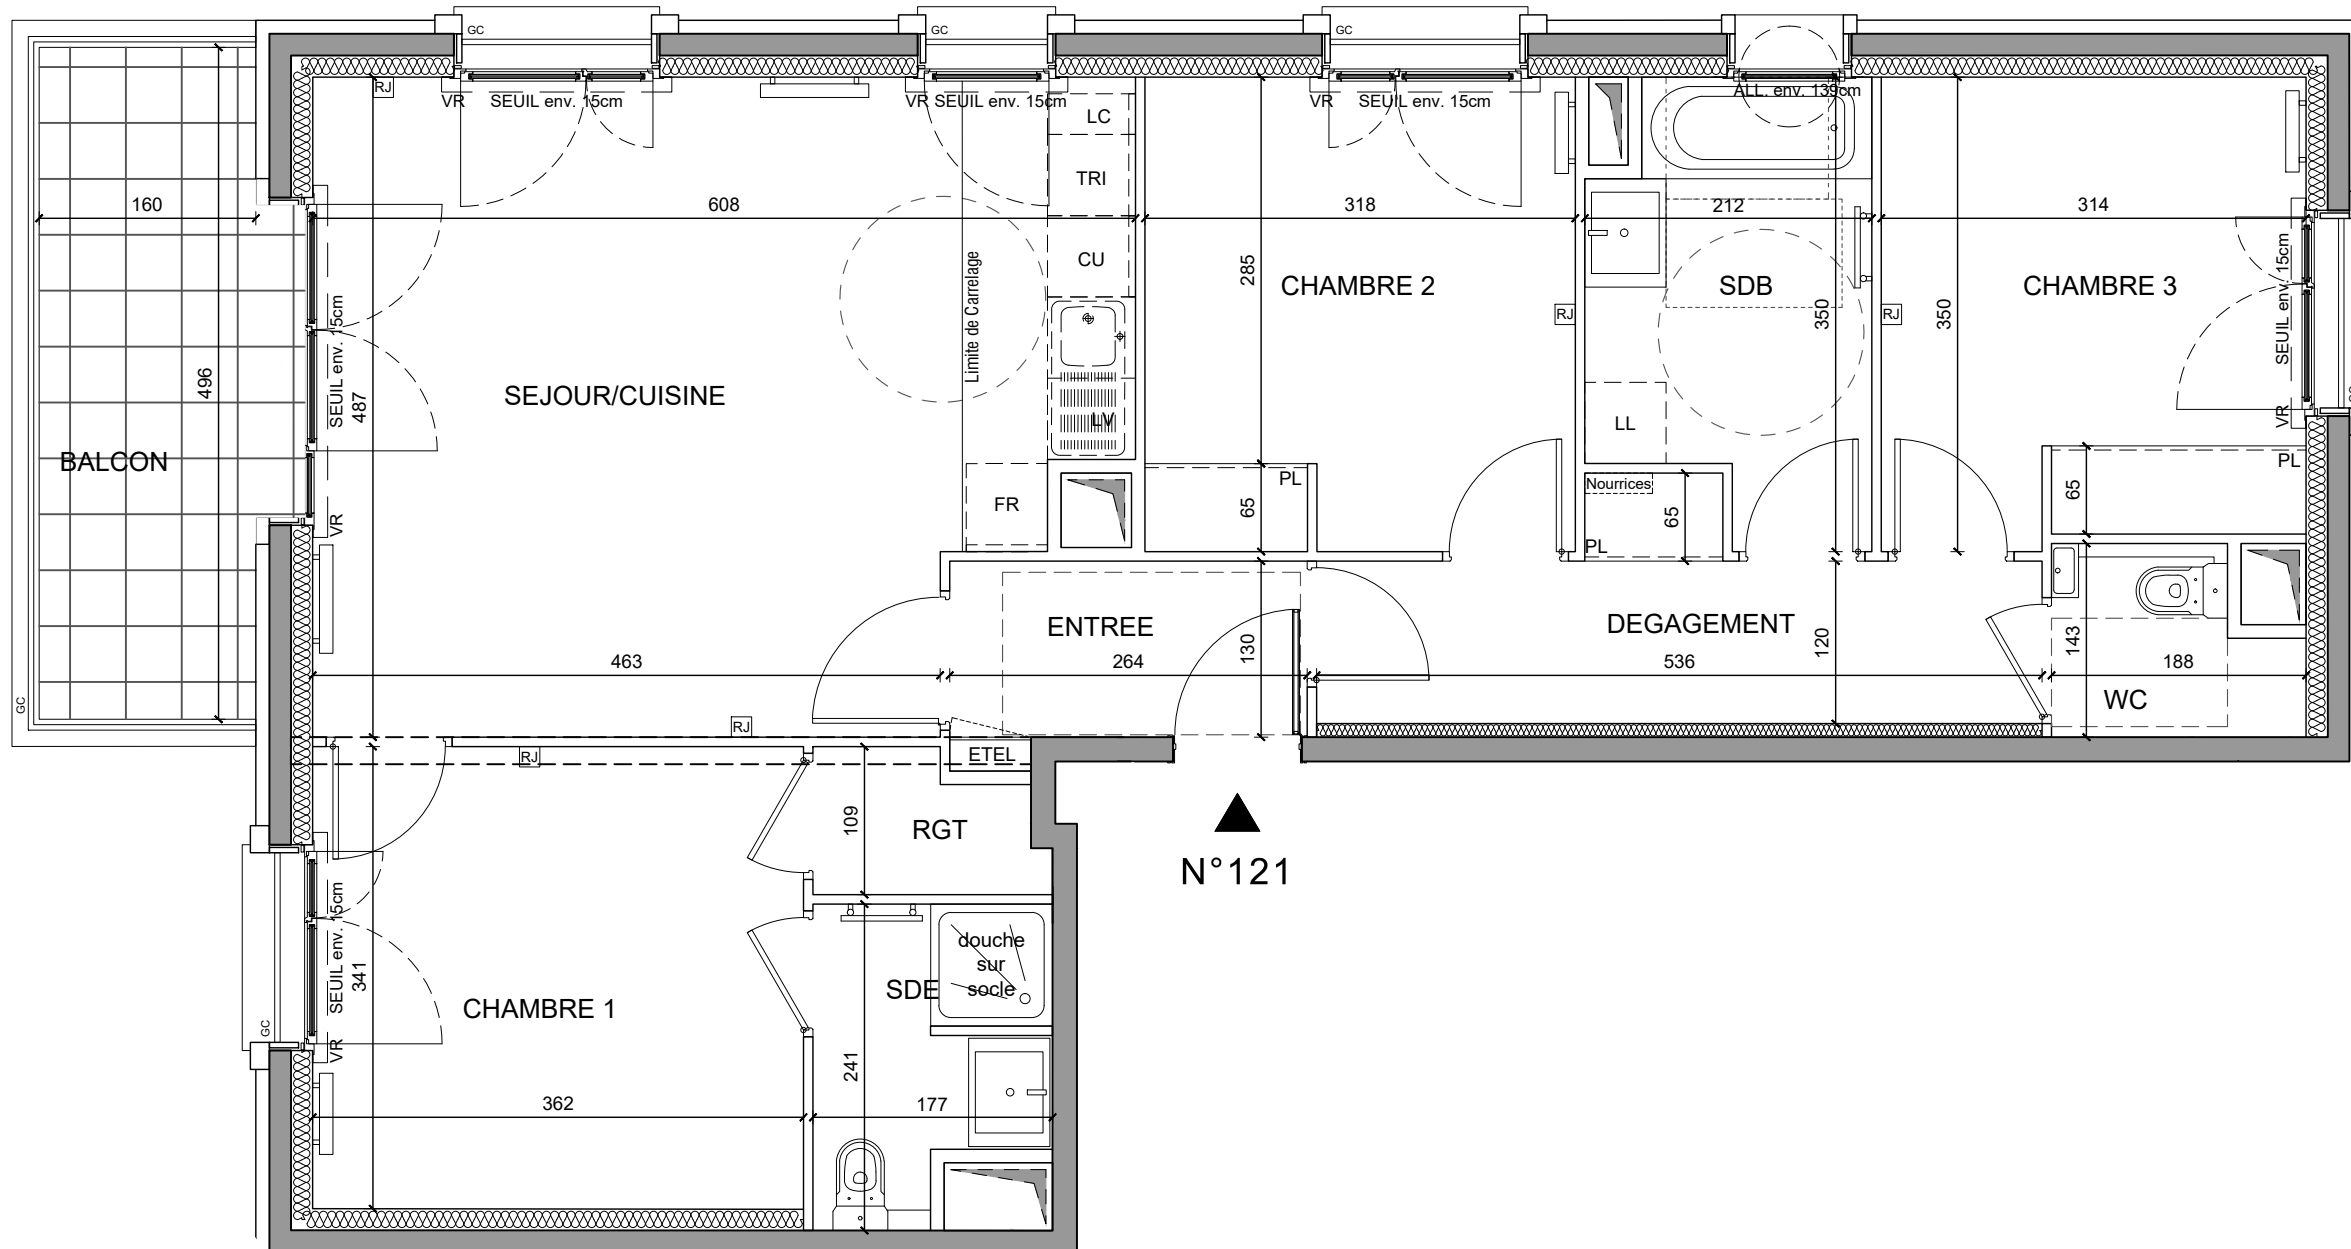 GC
GC
GC
RJ
VR
SEUIL env. 15cm
VR
SEUIL env. 15cm
VR
SEUIL env. 15cm
ALL. env. 139cm
LC
TRI
CU
LV
FR
160
608
318
212
314
285
350
350
CHAMBRE 2
SDB
CHAMBRE 3
SEUIL env. 15cm
VR
RJ
RJ
Limite de Carrelage
SEJOUR/CUISINE
SEUIL env. 15cm
487
496
BALCON
VR
LL
PL
65
Nourrices
65
PL
65
PL
ENTREE
DEGAGEMENT
130
120
143
463
264
536
188
WC
GC
RJ
RJ
ETEL
109
RGT
N°121
SEUIL env. 15cm
341
VR
GC
CHAMBRE 1
SDE
douche
sur
socle
241
362
177